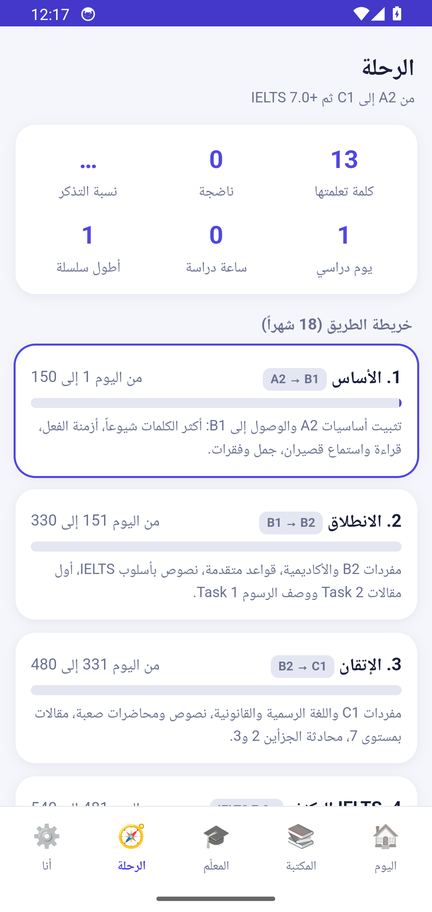 12:17
الرحلة
من A2 إلى C1 ثم IELTS 7.0+
13
0
...
كلمة تعلمتها
ناضجة
نسبة التذكر
1
0
1
يوم دراسي
ساعة دراسة
أطول سلسلة
خريطة الطريق (18 شهراً)
1. الأساس A2 → B1 من اليوم 1 إلى 150
تثبيت أساسيات A2 والوصول إلى B1: أكثر الكلمات شيوعاً، أزمنة الفعل،
قراءة واستماع قصيران، جمل وفقرات.
2. الانطلاق B1 → B2 من اليوم 151 إلى 330
مفردات B2 والأكاديمية، قواعد متقدمة، نصوص بأسلوب IELTS، أول
مقالات Task 2 ووصف الرسوم Task 1.
3. الإتقان B2 → C1 من اليوم 331 إلى 480
مفردات C1 واللغة الرسمية والقانونية، نصوص ومحاضرات صعبة، مقالات
بمستوى 7، محادثة الجزأين 2 و3.
اليوم
المكتبة
المعلّم
الرحلة
أنا